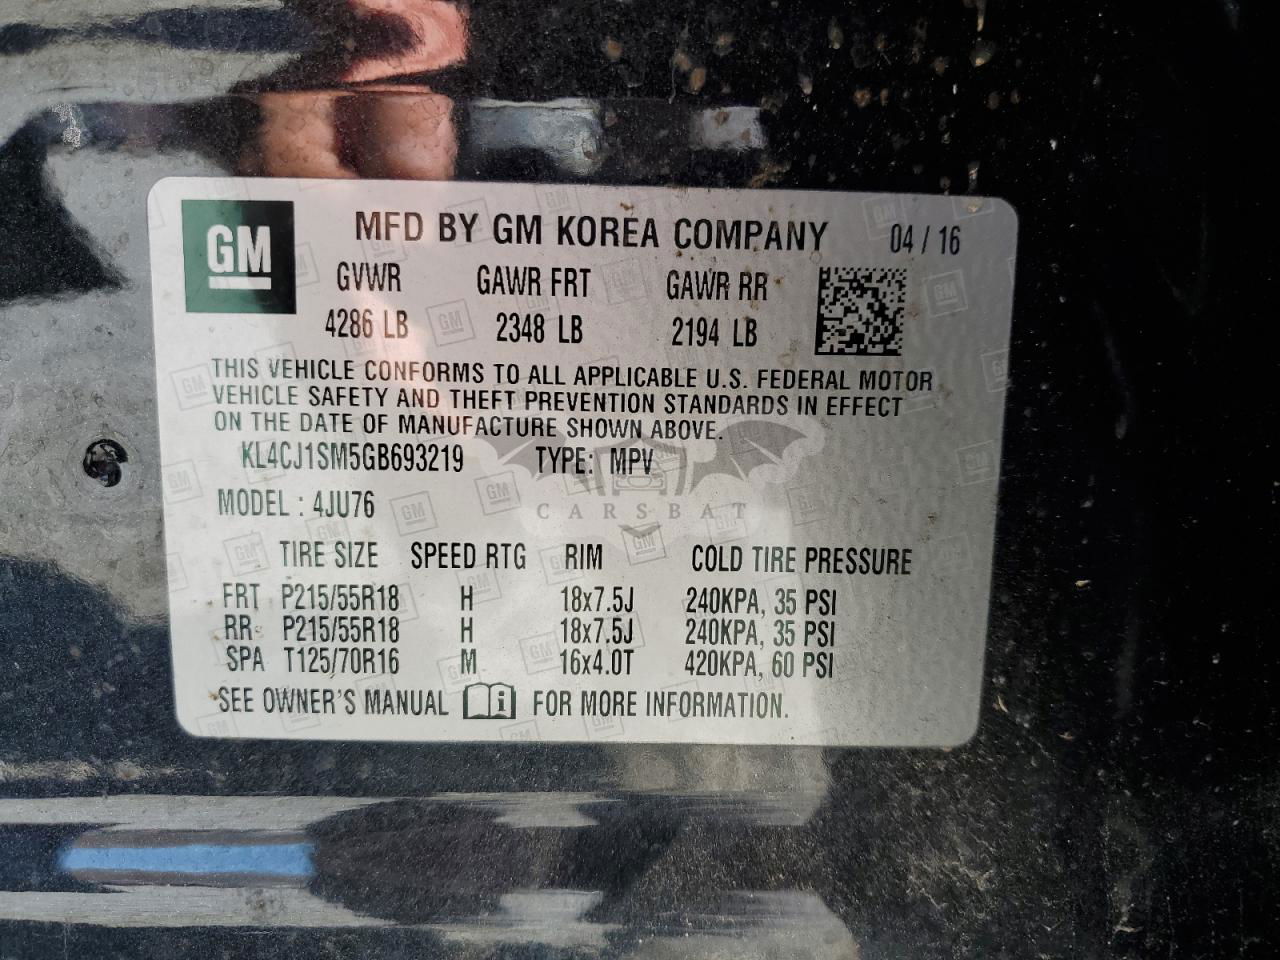 GM
MFD BY GM KOREA COMPANY 04 / 16
GVWR GAWR FRT GAWR RR
4286 LB 2348 LB 2194 LB
THIS VEHICLE CONFORMS TO ALL APPLICABLE U.S. FEDERAL MOTOR
VEHICLE SAFETY AND THEFT PREVENTION STANDARDS IN EFFECT
ON THE DATE OF MANUFACTURE SHOWN ABOVE.
KL4CJ1SM5GB693219 TYPE: MPV
CARSBAT
MODEL : 4JU76
TIRE SIZE SPEED RTG RIM COLD TIRE PRESSURE
FRT P215/55R18 H 18x7.5J 240KPA, 35 PSI
RR P215/55R18 H 18x7.5J 240KPA, 35 PSI
SPA T125/70R16 M 16x4.0T 420KPA, 60 PSI
SEE OWNER'S MANUAL i FOR MORE INFORMATION.